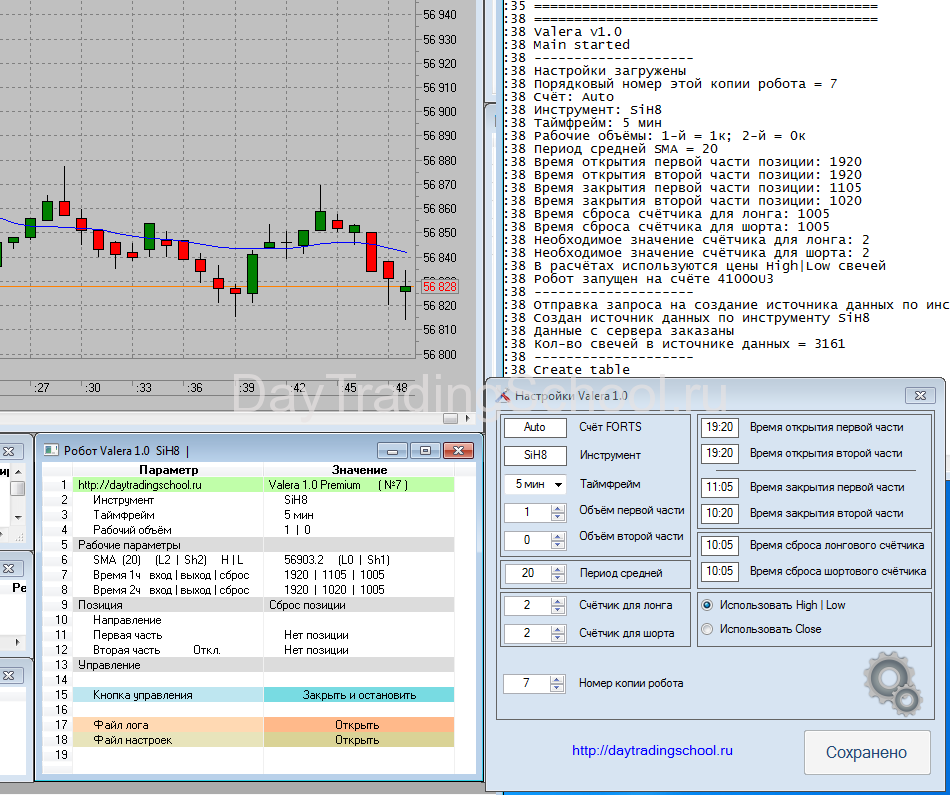 56 940
56 930
56 920
56 910
56 900
56 890
56 880
56 870
56 860
56 850
56 840
56 828
56 820
56 810
56 800
:27 :30 :33 :36 :39 :42 :45 :48
:35 ===========================================
:38 ===========================================
:38 Valera v1.0
:38 Main started
:38 --------------------
:38 Настройки загружены
:38 Порядковый номер этой копии робота = 7
:38 Счёт: Auto
:38 Инструмент: SiH8
:38 Таймфрейм: 5 мин
:38 Рабочие объёмы: 1-й = 1к; 2-й = 0к
:38 Период средней SMA = 20
:38 Время открытия первой части позиции: 1920
:38 Время открытия второй части позиции: 1920
:38 Время закрытия первой части позиции: 1105
:38 Время закрытия второй части позиции: 1020
:38 Время сброса счётчика для лонга: 1005
:38 Время сброса счётчика для шорта: 1005
:38 Необходимое значение счётчика для лонга: 2
:38 Необходимое значение счётчика для шорта: 2
:38 В расчётах используются цены High|Low свечей
:38 Робот запущен на счёте 4100OU3
:38 --------------------
:38 Отправка запроса на создание источника данных по инс
:38 Создан источник данных по инструменту SiH8
:38 Данные с сервера заказаны
:38 Кол-во свечей в источнике данных = 3161
:38 --------------------
:38 Create table
DayTradingSchool.ru
Робот Valera 1.0 SiH8 |
Параметр Значение
1 http://daytradingschool.ru Valera 1.0 Premium ( №7 )
2 Инструмент SiH8
3 Таймфрейм 5 мин
4 Рабочий объём 1 | 0
5 Рабочие параметры
6 SMA (20) (L2 | Sh2) H | L 56903.2 (L0 | Sh1)
7 Время 1ч вход|выход|сброс 1920 | 1105 | 1005
8 Время 2ч вход|выход|сброс 1920 | 1020 | 1005
9 Позиция Сброс позиции
10 Направление
11 Первая часть Нет позиции
12 Вторая часть Откл. Нет позиции
13 Управление
14
15 Кнопка управления Закрыть и остановить
16
17 Файл лога Открыть
18 Файл настроек Открыть
19
Ре
Настройки Valera 1.0
Auto Счёт FORTS
SiH8 Инструмент
5 мин Таймфрейм
1 Объём первой части
0 Объём второй части
20 Период средней
2 Счётчик для лонга
2 Счётчик для шорта
7 Номер копии робота
19:20 Время открытия первой части
19:20 Время открытия второй части
11:05 Время закрытия первой части
10:20 Время закрытия второй части
10:05 Время сброса лонгового счётчика
10:05 Время сброса шортового счётчика
Использовать High | Low
Использовать Close
http://daytradingschool.ru
Сохранено